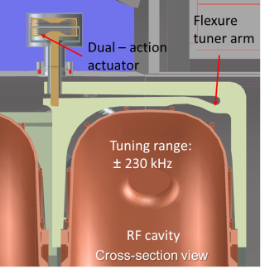 Flexure
tuner arm
Dual – action
actuator
Tuning range:
± 230 kHz
RF cavity
Cross-section view